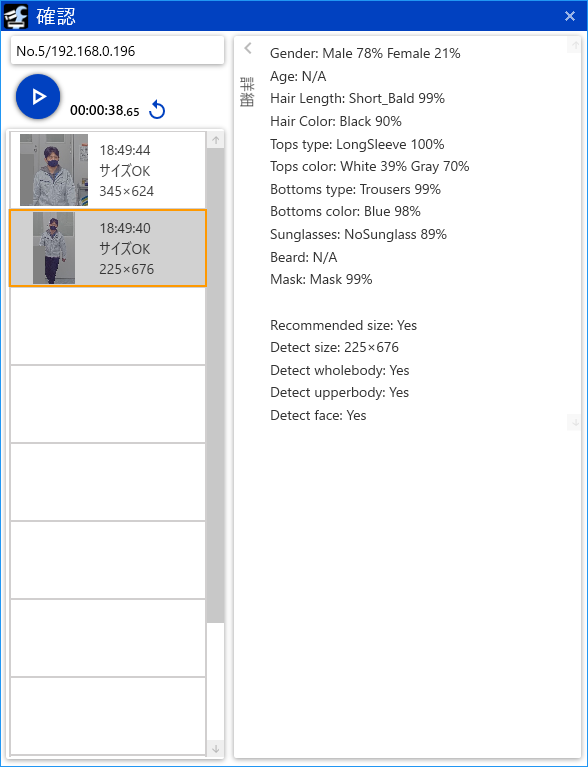 確認
No.5/192.168.0.196
00:00:38.65
18:49:44
サイズOK
345×624
18:49:40
サイズOK
225×676
詳細
Gender: Male 78% Female 21%
Age: N/A
Hair Length: Short_Bald 99%
Hair Color: Black 90%
Tops type: LongSleeve 100%
Tops color: White 39% Gray 70%
Bottoms type: Trousers 99%
Bottoms color: Blue 98%
Sunglasses: NoSunglass 89%
Beard: N/A
Mask: Mask 99%
Recommended size: Yes
Detect size: 225×676
Detect wholebody: Yes
Detect upperbody: Yes
Detect face: Yes